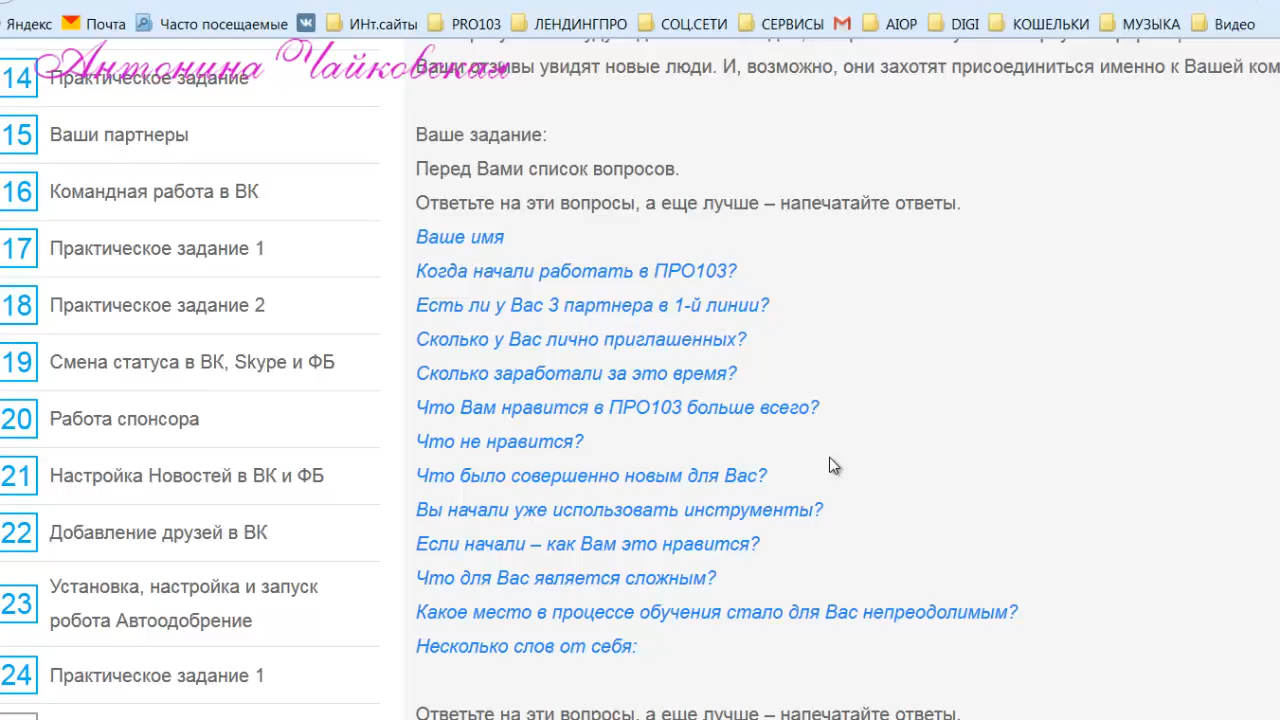 Яндекс Почта Часто посещаемые ИНт.сайты PRO103 ЛЕНДИНГПРО СОЦ.СЕТИ СЕРВИСЫ AIOP DIGI КОШЕЛЬКИ МУЗЫКА Видео
Антонина Чайковская
14 Практическое задание
15 Ваши партнеры
16 Командная работа в ВК
17 Практическое задание 1
18 Практическое задание 2
19 Смена статуса в ВК, Skype и ФБ
20 Работа спонсора
21 Настройка Новостей в ВК и ФБ
22 Добавление друзей в ВК
23 Установка, настройка и запуск
робота Автоодобрение
24 Практическое задание 1
Ваши отзывы увидят новые люди. И, возможно, они захотят присоединиться именно к Вашей ком
Ваше задание:
Перед Вами список вопросов.
Ответьте на эти вопросы, а еще лучше – напечатайте ответы.
Ваше имя
Когда начали работать в ПРО103?
Есть ли у Вас 3 партнера в 1-й линии?
Сколько у Вас лично приглашенных?
Сколько заработали за это время?
Что Вам нравится в ПРО103 больше всего?
Что не нравится?
Что было совершенно новым для Вас?
Вы начали уже использовать инструменты?
Если начали – как Вам это нравится?
Что для Вас является сложным?
Какое место в процессе обучения стало для Вас непреодолимым?
Несколько слов от себя:
Ответьте на эти вопросы, а еще лучше – напечатайте ответы.